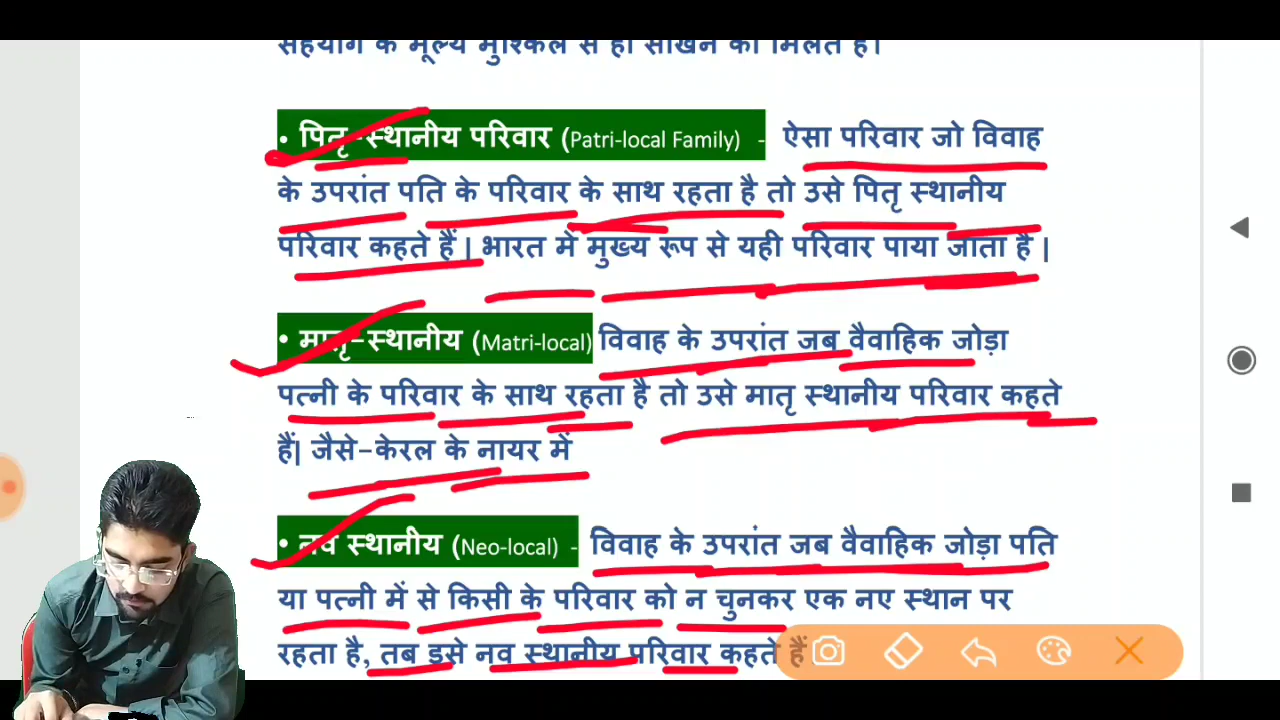 सहयोग के मूल्य मुश्किल से ही सीखने को मिलते हैं।
• पितृ-स्थानीय परिवार (Patri-local Family) - ऐसा परिवार जो विवाह
के उपरांत पति के परिवार के साथ रहता है तो उसे पितृ स्थानीय
परिवार कहते हैं | भारत मे मुख्य रूप से यही परिवार पाया जाता है |
• मातृ-स्थानीय (Matri-local) विवाह के उपरांत जब वैवाहिक जोड़ा
पत्नी के परिवार के साथ रहता है तो उसे मातृ स्थानीय परिवार कहते
हैं| जैसे-केरल के नायर में
• नव स्थानीय (Neo-local) - विवाह के उपरांत जब वैवाहिक जोड़ा पति
या पत्नी में से किसी के परिवार को न चुनकर एक नए स्थान पर
रहता है, तब इसे नव स्थानीय परिवार कहते हैं